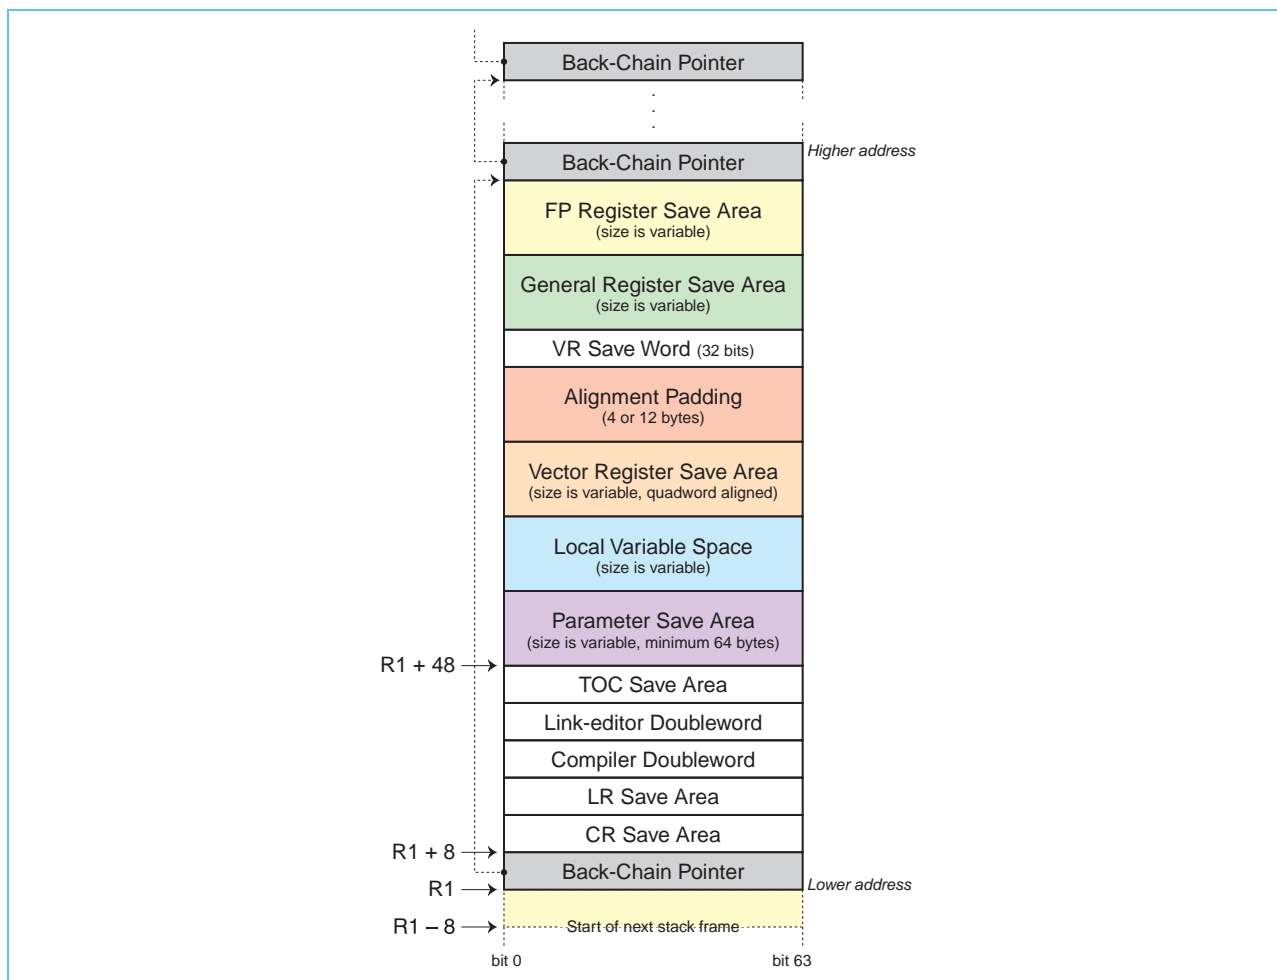 Back-Chain Pointer
.
.
.
Higher address
Back-Chain Pointer
FP Register Save Area
(size is variable)
General Register Save Area
(size is variable)
VR Save Word (32 bits)
Alignment Padding
(4 or 12 bytes)
Vector Register Save Area
(size is variable, quadword aligned)
Local Variable Space
(size is variable)
Parameter Save Area
(size is variable, minimum 64 bytes)
R1 + 48
TOC Save Area
Link-editor Doubleword
Compiler Doubleword
LR Save Area
CR Save Area
R1 + 8
Back-Chain Pointer
R1
Lower address
R1 – 8
Start of next stack frame
bit 0
bit 63